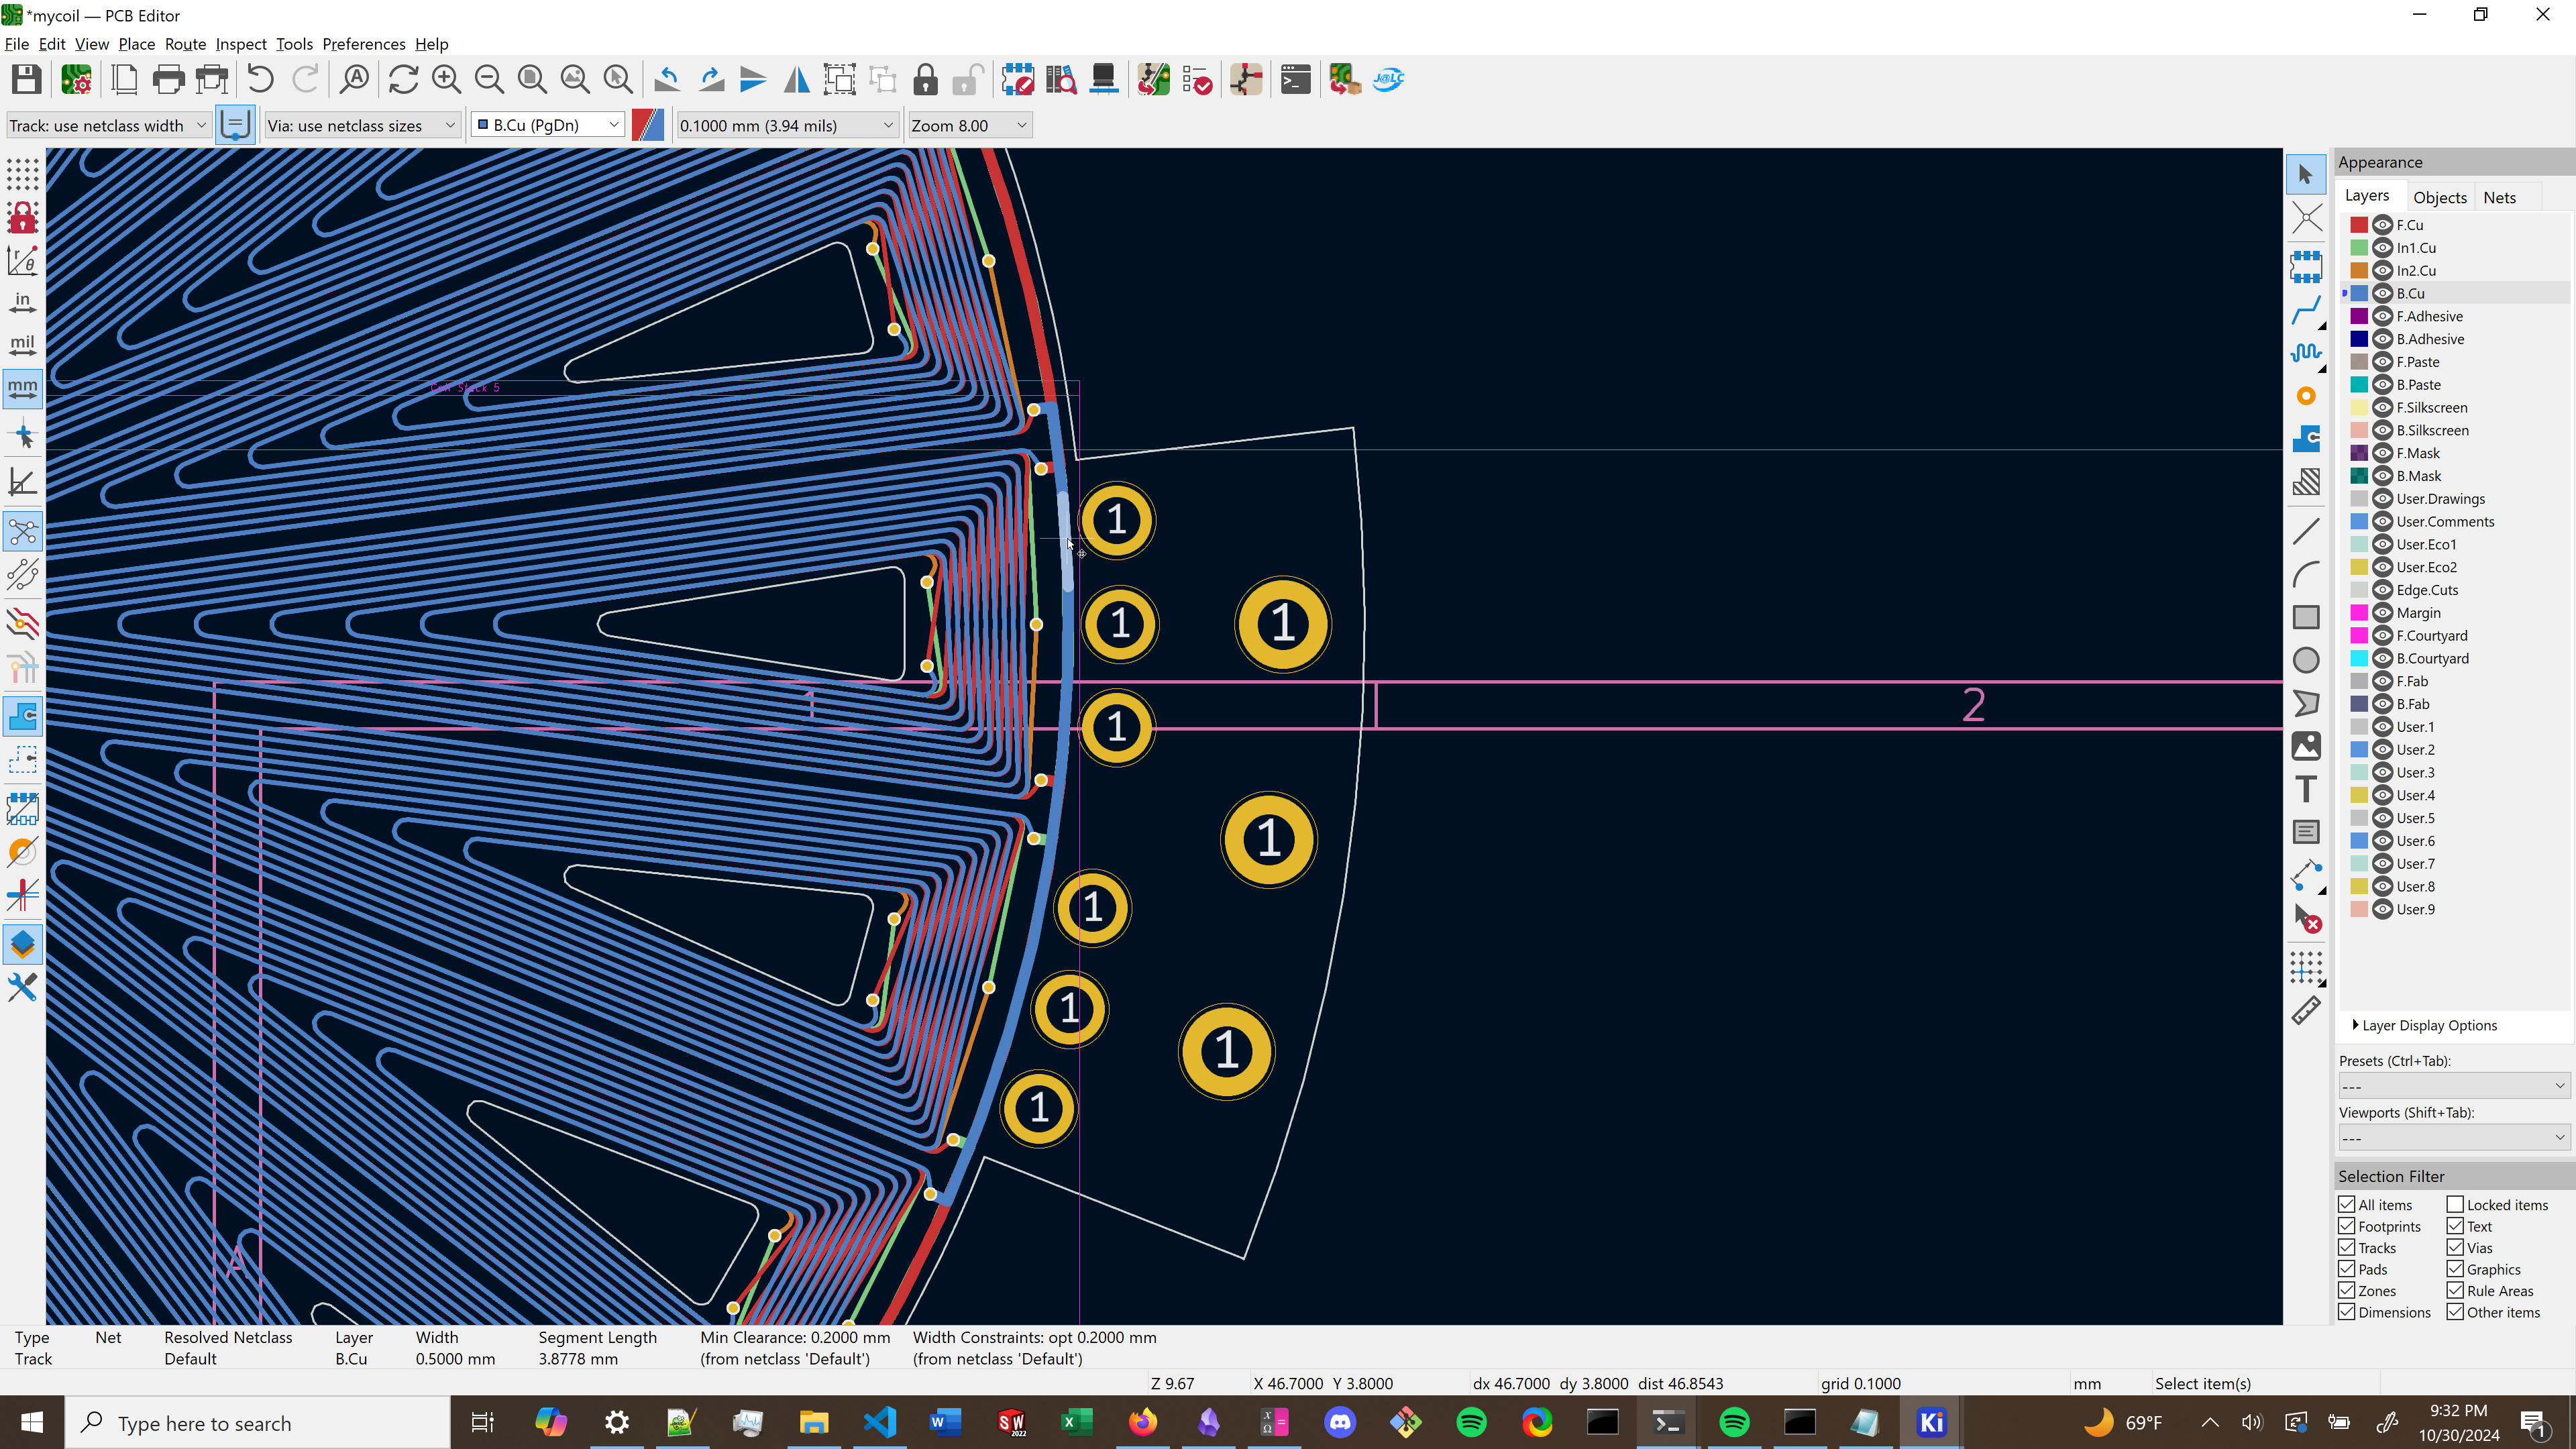 *mycoil — PCB Editor
File Edit View Place Route Inspect Tools Preferences Help
Track: use netclass width
Via: use netclass sizes
B.Cu (PgDn)
0.1000 mm (3.94 mils)
Zoom 8.00
in
mil
mm
1
1
1
1
1
1
1
1
1
1
2
Appearance
Layers Objects Nets
F.Cu
In1.Cu
In2.Cu
B.Cu
F.Adhesive
B.Adhesive
F.Paste
B.Paste
F.Silkscreen
B.Silkscreen
F.Mask
B.Mask
User.Drawings
User.Comments
User.Eco1
User.Eco2
Edge.Cuts
Margin
F.Courtyard
B.Courtyard
F.Fab
B.Fab
User.1
User.2
User.3
User.4
User.5
User.6
User.7
User.8
User.9
Layer Display Options
Presets (Ctrl+Tab):
---
Viewports (Shift+Tab):
---
Selection Filter
All items Locked items
Footprints Text
Tracks Vias
Pads Graphics
Zones Rule Areas
Dimensions Other items
Type Net Resolved Netclass Layer Width Segment Length Min Clearance: 0.2000 mm Width Constraints: opt 0.2000 mm
Track Default B.Cu 0.5000 mm 3.8778 mm (from netclass 'Default') (from netclass 'Default')
Z 9.67 X 46.7000 Y 3.8000 dx 46.7000 dy 3.8000 dist 46.8543 grid 0.1000 mm Select item(s)
Type here to search
69°F
9:32 PM
10/30/2024